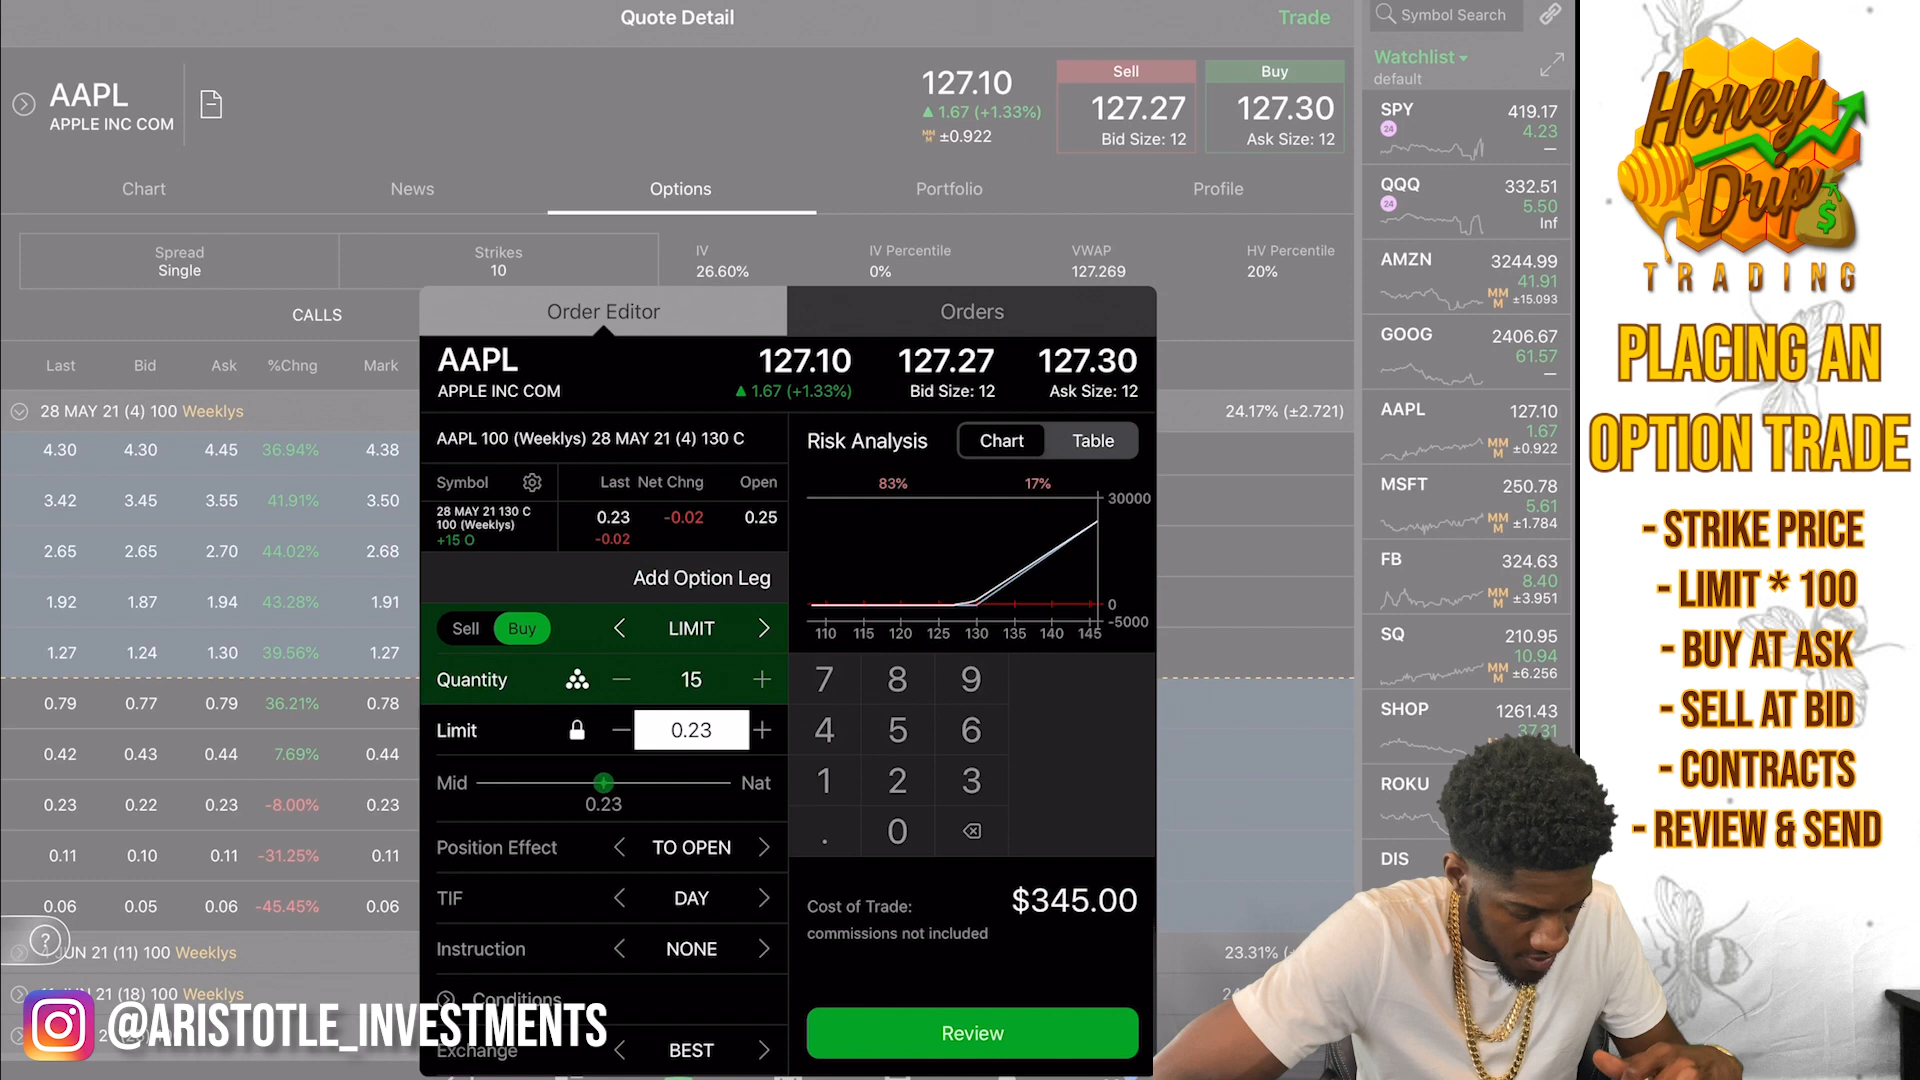 Quote Detail
Trade
Symbol Search
AAPL
APPLE INC COM
127.10
1.67 (+1.33%)
MM M ±0.922
Sell
127.27
Bid Size: 12
Buy
127.30
Ask Size: 12
Chart
News
Options
Portfolio
Profile
Spread
Single
Strikes
10
IV
26.60%
IV Percentile
0%
VWAP
127.269
HV Percentile
20%
CALLS
Last Bid Ask %Chng Mark
28 MAY 21 (4) 100 Weeklys
24.17% (±2.721)
4.30 4.30 4.45 36.94% 4.38
3.42 3.45 3.55 41.91% 3.50
2.65 2.65 2.70 44.02% 2.68
1.92 1.87 1.94 43.28% 1.91
1.27 1.24 1.30 39.56% 1.27
0.79 0.77 0.79 36.21% 0.78
0.42 0.43 0.44 7.69% 0.44
0.23 0.22 0.23 -8.00% 0.23
0.11 0.10 0.11 -31.25% 0.11
0.06 0.05 0.06 -45.45% 0.06
?
JUN 21 (11) 100 Weeklys
23.31% (
JUN 21 (18) 100 Weeklys
@ARISTOTLE_INVESTMENTS
Order Editor
Orders
AAPL
APPLE INC COM
127.10
1.67 (+1.33%)
127.27
Bid Size: 12
127.30
Ask Size: 12
AAPL 100 (Weeklys) 28 MAY 21 (4) 130 C
Symbol Last Net Chng Open
28 MAY 21 130 C
100 (Weeklys)
+15 O
0.23 -0.02 0.25
-0.02
Add Option Leg
Sell Buy LIMIT
Quantity 15
Limit 0.23
Mid Nat
0.23
Position Effect TO OPEN
TIF DAY
Instruction NONE
Conditions
Exchange BEST
Risk Analysis
Chart Table
83% 17%
30000
0
-5000
110 115 120 125 130 135 140 145
7 8 9
4 5 6
1 2 3
. 0
Cost of Trade:
commissions not included
$345.00
Review
Watchlist
default
SPY 419.17
24 4.23
QQQ 332.51
24 5.50
Inf
AMZN 3244.99
41.91
MM M ±15.093
GOOG 2406.67
61.57
AAPL 127.10
1.67
MM M ±0.922
MSFT 250.78
5.61
MM M ±1.784
FB 324.63
8.40
MM M ±3.951
SQ 210.95
10.94
MM M ±6.256
SHOP 1261.43
37.31
ROKU
DIS
Honey
Drip
$
TRADING
PLACING AN
OPTION TRADE
- STRIKE PRICE
- LIMIT * 100
- BUY AT ASK
- SELL AT BID
- CONTRACTS
- REVIEW & SEND